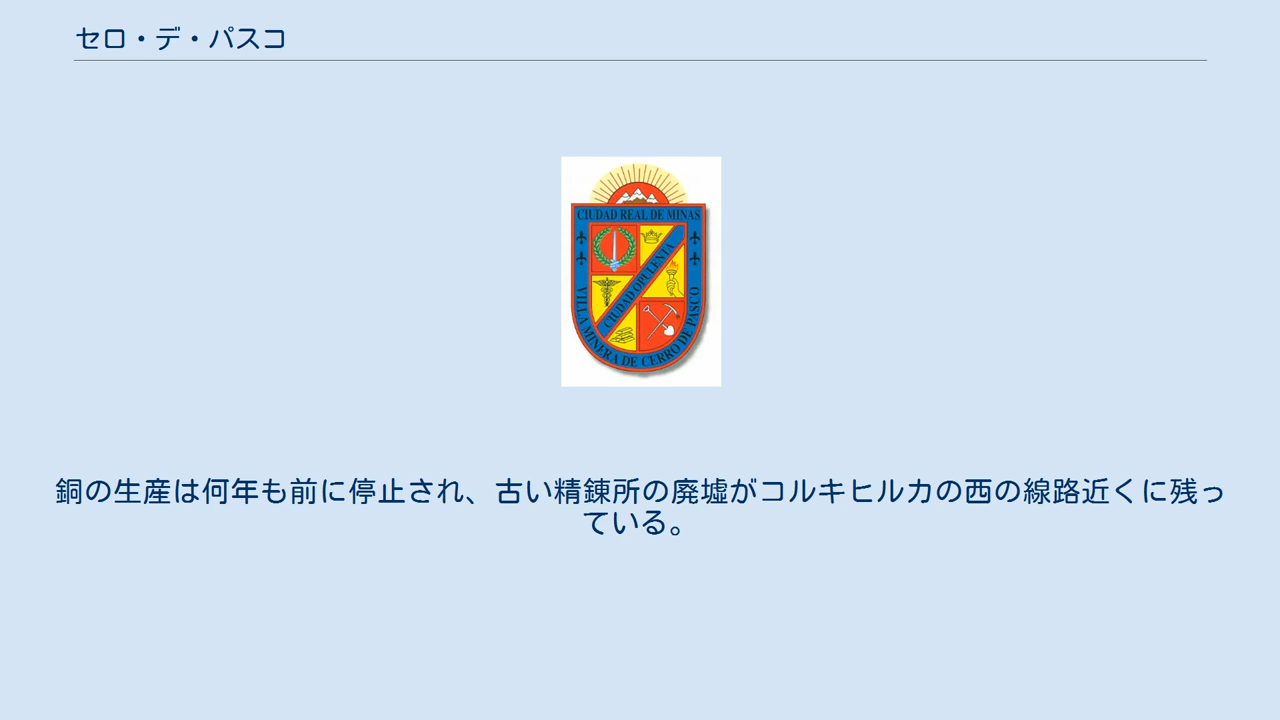 セロ・デ・パスコ
CIUDAD REAL DE MINAS
CIUDAD OPULENTA
VILLA MINERA DE CERRO DE PASCO
銅の生産は何年も前に停止され、古い精錬所の廃墟がコルキヒルカの西の線路近くに残っ
ている。